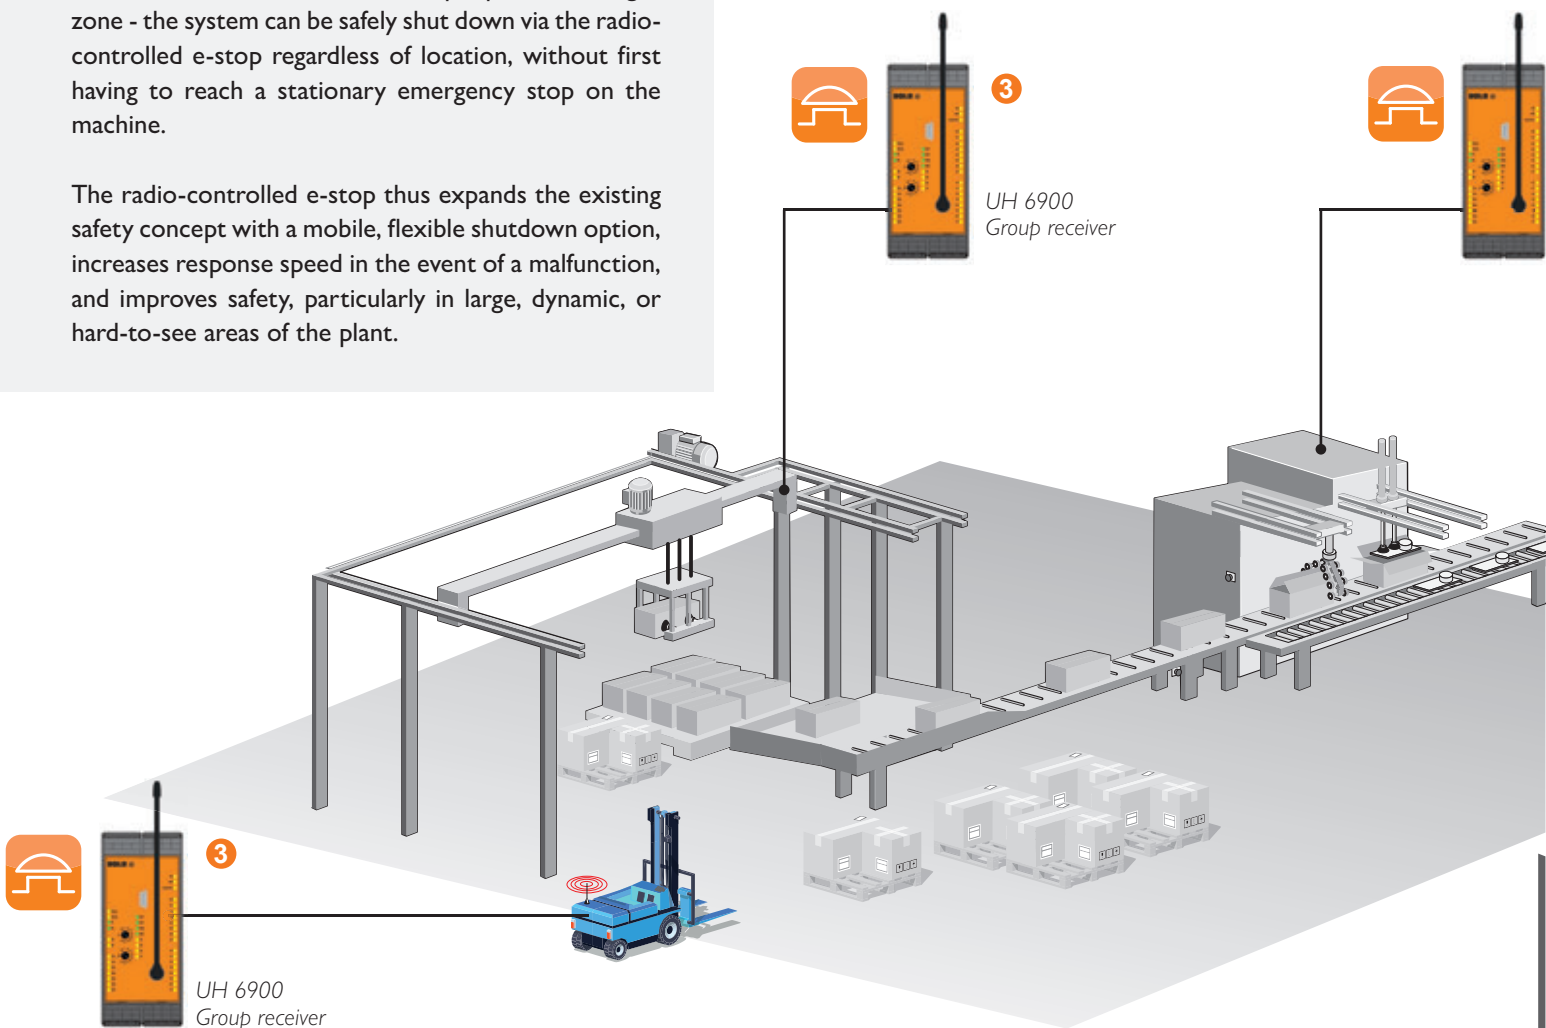 zone - the system can be safely shut down via the radio-
controlled e-stop regardless of location, without first
having to reach a stationary emergency stop on the
machine.
The radio-controlled e-stop thus expands the existing
safety concept with a mobile, flexible shutdown option,
increases response speed in the event of a malfunction,
and improves safety, particularly in large, dynamic, or
hard-to-see areas of the plant.
3
UH 6900
Group receiver
3
UH 6900
Group receiver